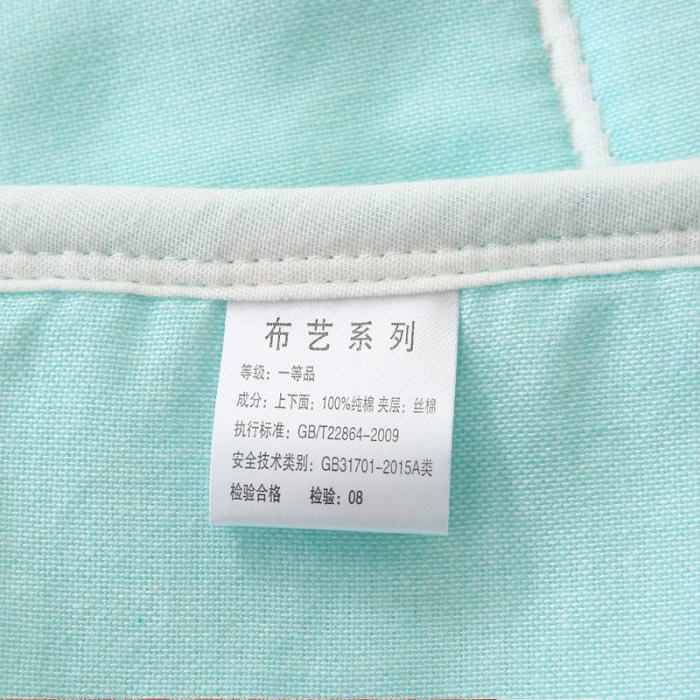 布艺系列
等级：一等品
成分：上下面：100%纯棉 夹层：丝棉
执行标准：GB/T22864-2009
安全技术类别：GB31701-2015A类
检验合格 检验：08